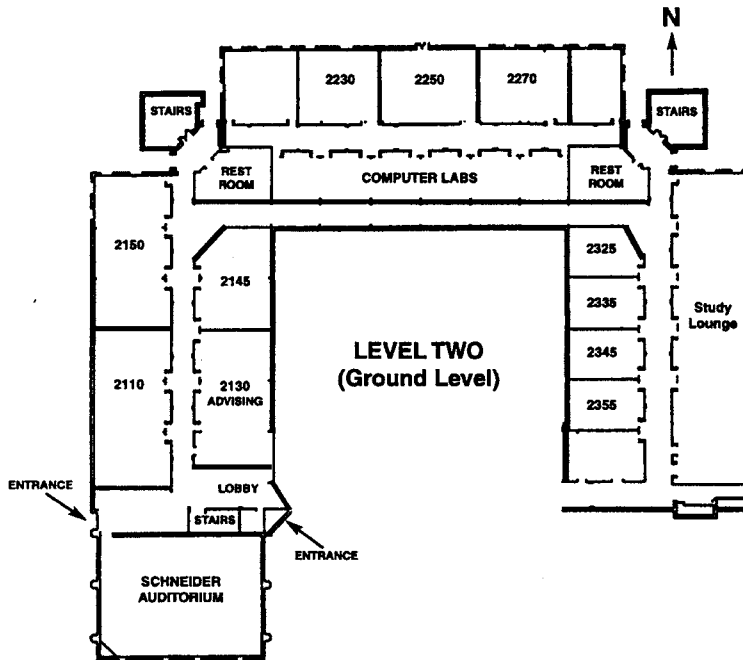 N
2230
2250
2270
STAIRS
STAIRS
REST
ROOM
COMPUTER LABS
REST
ROOM
2150
2145
2325
2335
Study
Lounge
LEVEL TWO
(Ground Level)
2345
2110
2130
ADVISING
2355
ENTRANCE
LOBBY
STAIRS
ENTRANCE
SCHNEIDER
AUDITORIUM